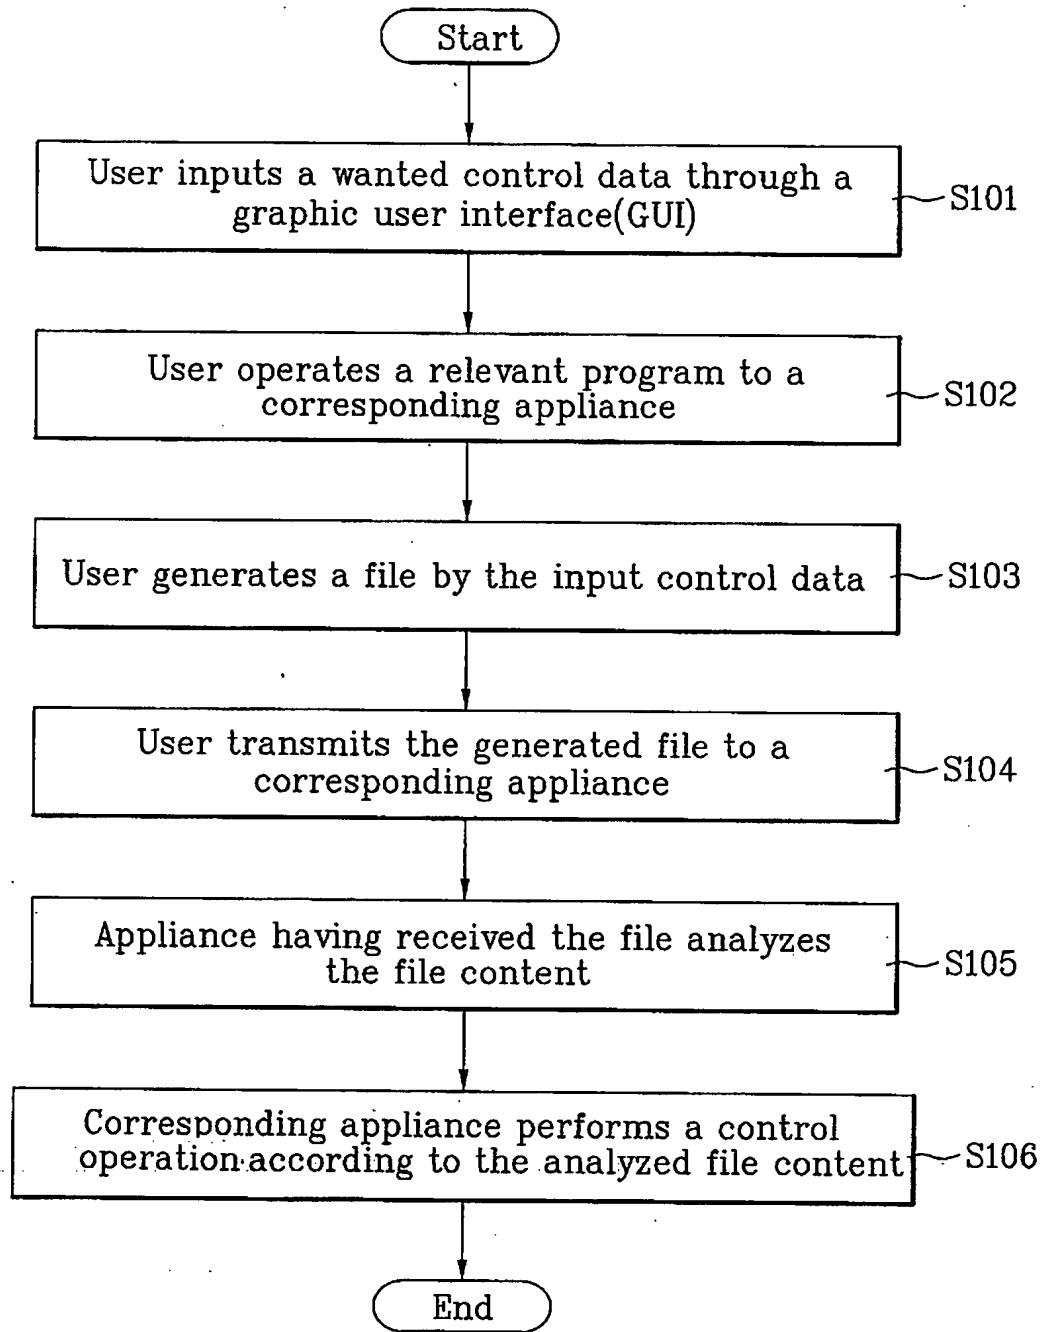 Start
User inputs a wanted control data through a
graphic user interface(GUI)
S101
User operates a relevant program to a
corresponding appliance
S102
User generates a file by the input control data
S103
User transmits the generated file to a
corresponding appliance
S104
Appliance having received the file analyzes
the file content
S105
Corresponding appliance performs a control
operation according to the analyzed file content
S106
End